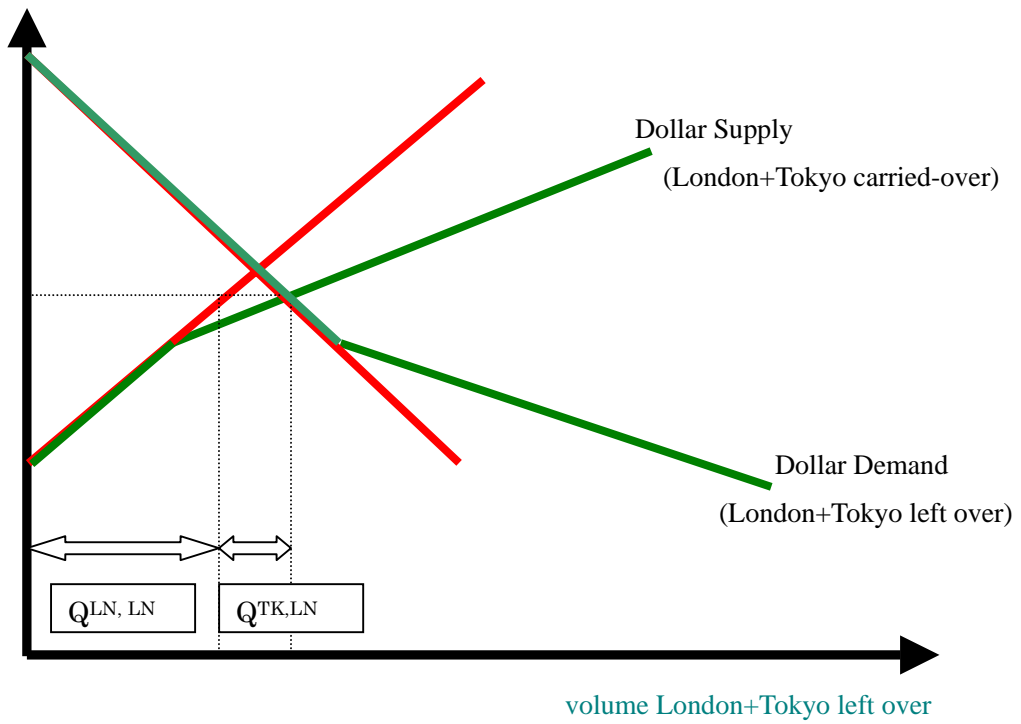 Dollar Supply
(London+Tokyo carried-over)
Dollar Demand
(London+Tokyo left over)
QLN, LN
QTK,LN
volume London+Tokyo left over